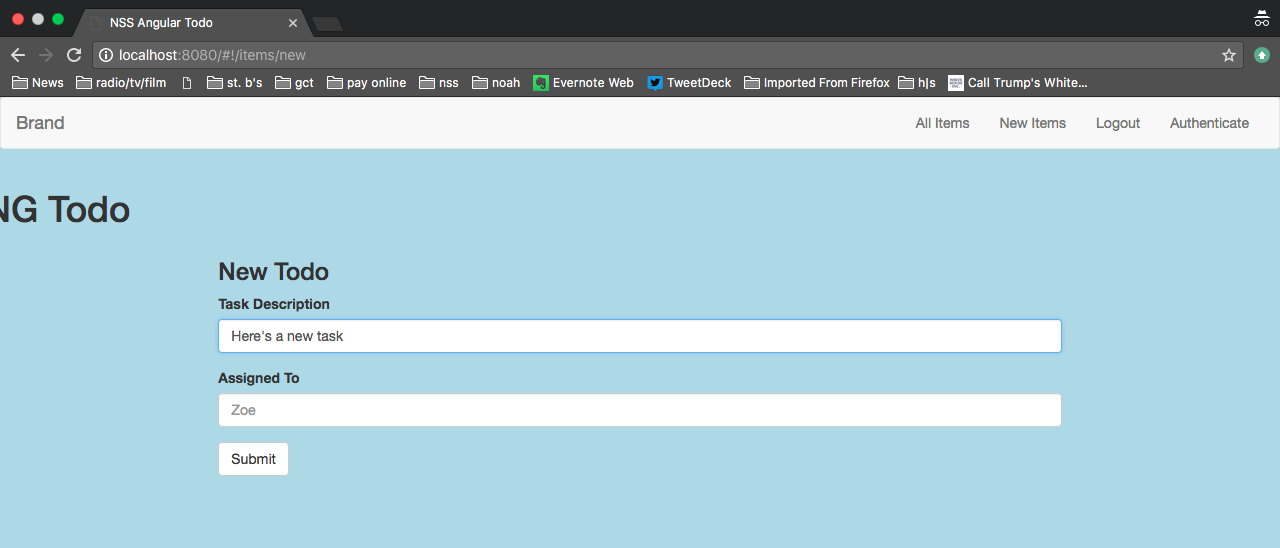 NSS Angular Todo
localhost:8080/#!/items/new
News radio/tv/film st. b's gct pay online nss noah Evernote Web TweetDeck Imported From Firefox h|s Call Trump's White...
Brand All Items New Items Logout Authenticate
NG Todo
New Todo
Task Description
Here's a new task
Assigned To
Zoe
Submit